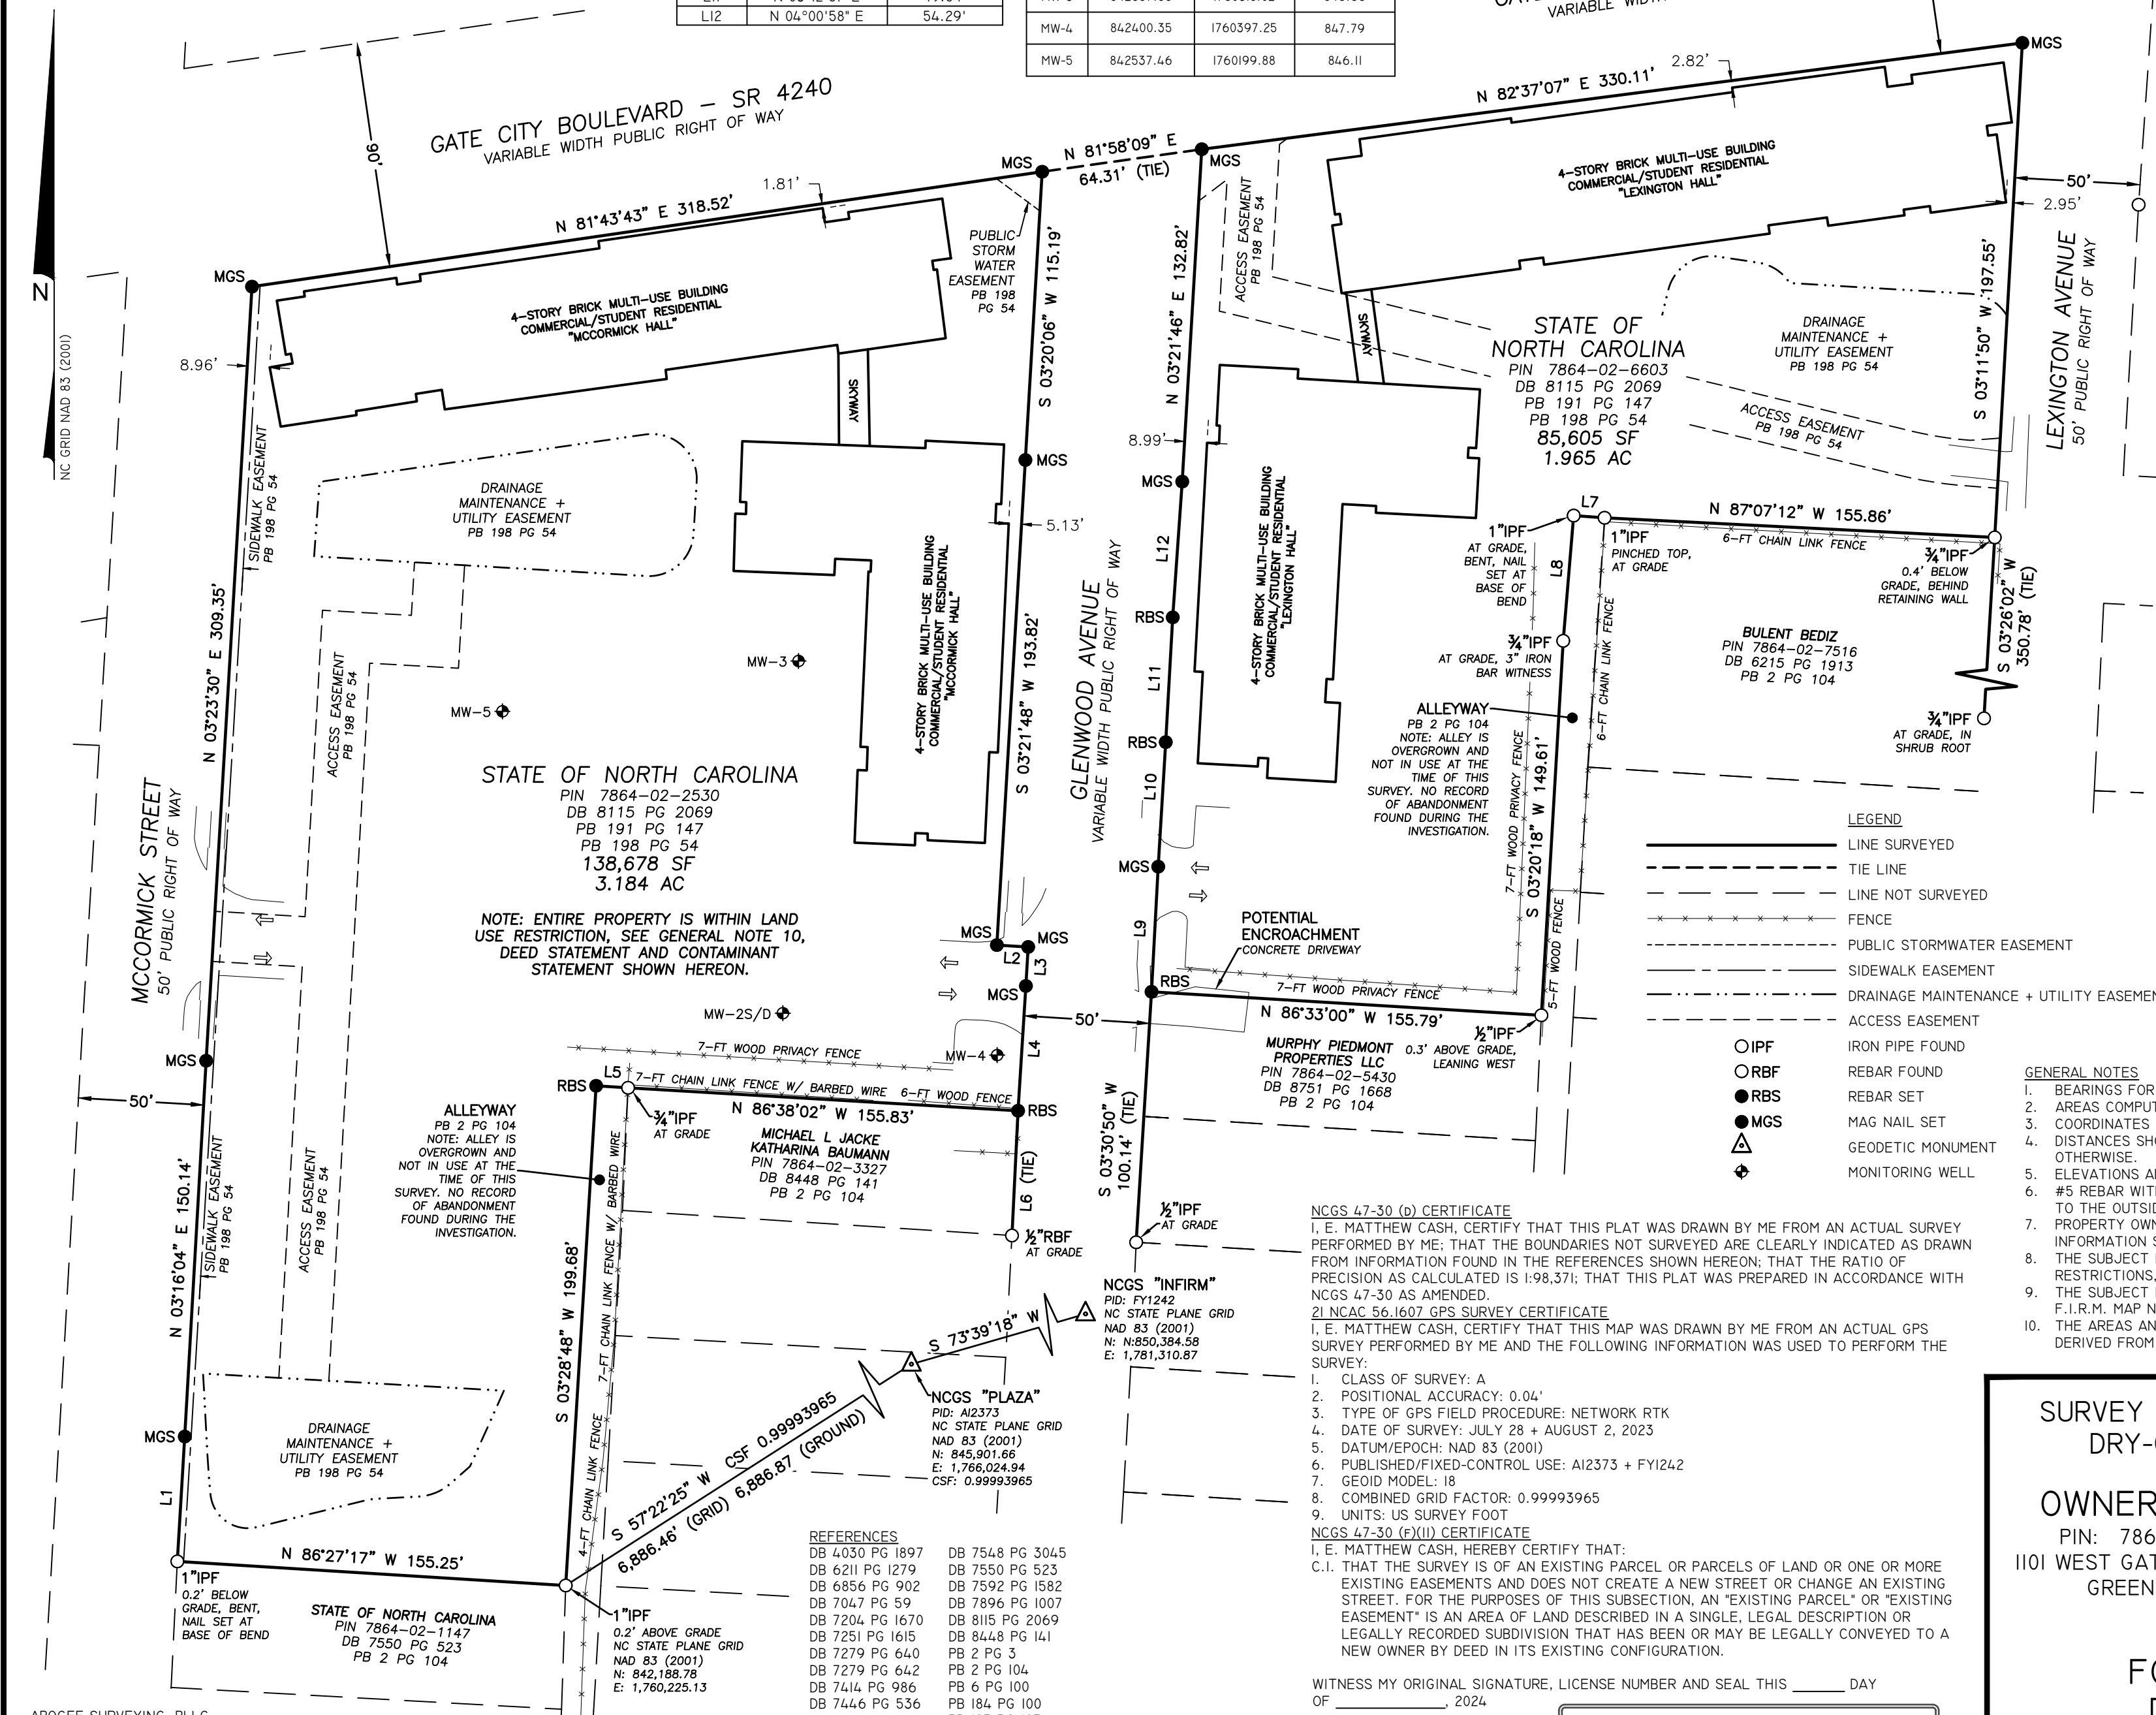 L12 N 04°00'58" E 54.29'
MW-4 842400.35 1760397.25 847.79
MW-5 842537.46 1760199.88 846.11
VARIABLE WIDTH
MGS
N
NC GRID NAD 83 (2001)
90'
GATE CITY BOULEVARD – SR 4240
VARIABLE WIDTH PUBLIC RIGHT OF WAY
MGS
N 81°43'43" E 318.52'
1.81'
MGS
N 81°58'09" E
64.31' (TIE)
MGS
N 82°37'07" E 330.11'
2.82'
4-STORY BRICK MULTI-USE BUILDING
COMMERCIAL/STUDENT RESIDENTIAL
"LEXINGTON HALL"
50'
2.95'
LEXINGTON AVENUE
50' PUBLIC RIGHT OF WAY
S 03°11'50" W 197.55'
4-STORY BRICK MULTI-USE BUILDING
COMMERCIAL/STUDENT RESIDENTIAL
"MCCORMICK HALL"
8.96'
SKYWAY
PUBLIC
STORM
WATER
EASEMENT
PB 198
PG 54
S 03°20'06" W 115.19'
N 03°21'46" E 132.82'
ACCESS EASEMENT
PB 198 PG 54
SKYWAY
STATE OF
NORTH CAROLINA
PIN 7864-02-6603
DB 8115 PG 2069
PB 191 PG 147
PB 198 PG 54
85,605 SF
1.965 AC
DRAINAGE
MAINTENANCE +
UTILITY EASEMENT
PB 198 PG 54
ACCESS EASEMENT
PB 198 PG 54
SIDEWALK EASEMENT
PB 198 PG 54
DRAINAGE
MAINTENANCE +
UTILITY EASEMENT
PB 198 PG 54
MGS
5.13'
8.99'
MGS
4-STORY BRICK MULTI-USE BUILDING
COMMERCIAL/STUDENT RESIDENTIAL
"MCCORMICK HALL"
4-STORY BRICK MULTI-USE BUILDING
COMMERCIAL/STUDENT RESIDENTIAL
"LEXINGTON HALL"
L12
RBS
L11
RBS
L10
MGS
L9
RBS
1"IPF
AT GRADE,
BENT, NAIL
SET AT
BASE OF
BEND
L7
1"IPF
PINCHED TOP,
AT GRADE
N 87°07'12" W 155.86'
6-FT CHAIN LINK FENCE
¾"IPF
0.4' BELOW
GRADE, BEHIND
RETAINING WALL
L8
¾"IPF
AT GRADE, 3" IRON
BAR WITNESS
6-FT CHAIN LINK FENCE
BULENT BEDIZ
PIN 7864-02-7516
DB 6215 PG 1913
PB 2 PG 104
S 03°26'02" W
350.78' (TIE)
¾"IPF
AT GRADE, IN
SHRUB ROOT
N 03°23'30" E 309.35'
ACCESS EASEMENT
PB 198 PG 54
MW-3
MW-5
S 03°21'48" W 193.82'
GLENWOOD AVENUE
VARIABLE WIDTH PUBLIC RIGHT OF WAY
ALLEYWAY
PB 2 PG 104
NOTE: ALLEY IS
OVERGROWN AND
NOT IN USE AT THE
TIME OF THIS
SURVEY. NO RECORD
OF ABANDONMENT
FOUND DURING THE
INVESTIGATION.
7-FT WOOD PRIVACY FENCE
S 03°20'18" W 149.61'
5-FT WOOD FENCE
MCCORMICK STREET
50' PUBLIC RIGHT OF WAY
STATE OF NORTH CAROLINA
PIN 7864-02-2530
DB 8115 PG 2069
PB 191 PG 147
PB 198 PG 54
138,678 SF
3.184 AC
NOTE: ENTIRE PROPERTY IS WITHIN LAND
USE RESTRICTION, SEE GENERAL NOTE 10,
DEED STATEMENT AND CONTAMINANT
STATEMENT SHOWN HEREON.
MGS
MGS
L2
L3
MGS
L4
50'
MW-2S/D
MW-4
POTENTIAL
ENCROACHMENT
CONCRETE DRIVEWAY
7-FT WOOD PRIVACY FENCE
N 86°33'00" W 155.79'
½"IPF
0.3' ABOVE GRADE,
LEANING WEST
MURPHY PIEDMONT
PROPERTIES LLC
PIN 7864-02-5430
DB 8751 PG 1668
PB 2 PG 104
S 03°30'50" W
100.14' (TIE)
½"IPF
AT GRADE
LEGEND
LINE SURVEYED
TIE LINE
LINE NOT SURVEYED
FENCE
PUBLIC STORMWATER EASEMENT
SIDEWALK EASEMENT
DRAINAGE MAINTENANCE + UTILITY EASEMEN
ACCESS EASEMENT
IPF IRON PIPE FOUND
RBF REBAR FOUND
RBS REBAR SET
MGS MAG NAIL SET
GEODETIC MONUMENT
MONITORING WELL
GENERAL NOTES
1. BEARINGS FOR
2. AREAS COMPUT
3. COORDINATES
4. DISTANCES SHO
OTHERWISE.
5. ELEVATIONS A
6. #5 REBAR WIT
TO THE OUTSID
7. PROPERTY OWN
INFORMATION S
8. THE SUBJECT
RESTRICTIONS,
9. THE SUBJECT
F.I.R.M. MAP N
10. THE AREAS AN
DERIVED FROM
MGS
50'
7-FT WOOD PRIVACY FENCE
RBS
L5
7-FT CHAIN LINK FENCE W/ BARBED WIRE
6-FT WOOD FENCE
RBS
¾"IPF
AT GRADE
N 86°38'02" W 155.83'
MICHAEL L JACKE
KATHARINA BAUMANN
PIN 7864-02-3327
DB 8448 PG 141
PB 2 PG 104
L6 (TIE)
½"RBF
AT GRADE
ALLEYWAY
PB 2 PG 104
NOTE: ALLEY IS
OVERGROWN AND
NOT IN USE AT THE
TIME OF THIS
SURVEY. NO RECORD
OF ABANDONMENT
FOUND DURING THE
INVESTIGATION.
7-FT CHAIN LINK FENCE W/ BARBED WIRE
S 03°28'48" W 199.68'
4-FT CHAIN LINK FENCE
N 03°16'04" E 150.14'
SIDEWALK EASEMENT
PB 198 PG 54
ACCESS EASEMENT
PB 198 PG 54
MGS
L1
DRAINAGE
MAINTENANCE +
UTILITY EASEMENT
PB 198 PG 54
N 86°27'17" W 155.25'
1"IPF
0.2' BELOW
GRADE, BENT,
NAIL SET AT
BASE OF BEND
STATE OF NORTH CAROLINA
PIN 7864-02-1147
DB 7550 PG 523
PB 2 PG 104
1"IPF
0.2' ABOVE GRADE
NC STATE PLANE GRID
NAD 83 (2001)
N: 842,188.78
E: 1,760,225.13
S 57°22'25" W CSF 0.99993965
6,886.46' (GRID) 6,886.87 (GROUND)
S 73°39'18" W
NCGS "INFIRM"
PID: FY1242
NC STATE PLANE GRID
NAD 83 (2001)
N: N:850,384.58
E: 1,781,310.87
NCGS "PLAZA"
PID: AI2373
NC STATE PLANE GRID
NAD 83 (2001)
N: 845,901.66
E: 1,766,024.94
CSF: 0.99993965
REFERENCES
DB 4030 PG 1897 DB 7548 PG 3045
DB 6211 PG 1279 DB 7550 PG 523
DB 6856 PG 902 DB 7592 PG 1582
DB 7047 PG 59 DB 7896 PG 1007
DB 7204 PG 1670 DB 8115 PG 2069
DB 7251 PG 1615 DB 8448 PG 141
DB 7279 PG 640 PB 2 PG 3
DB 7279 PG 642 PB 2 PG 104
DB 7414 PG 986 PB 6 PG 100
DB 7446 PG 536 PB 184 PG 100
NCGS 47-30 (D) CERTIFICATE
I, E. MATTHEW CASH, CERTIFY THAT THIS PLAT WAS DRAWN BY ME FROM AN ACTUAL SURVEY
PERFORMED BY ME; THAT THE BOUNDARIES NOT SURVEYED ARE CLEARLY INDICATED AS DRAWN
FROM INFORMATION FOUND IN THE REFERENCES SHOWN HEREON; THAT THE RATIO OF
PRECISION AS CALCULATED IS 1:98,371; THAT THIS PLAT WAS PREPARED IN ACCORDANCE WITH
NCGS 47-30 AS AMENDED.
21 NCAC 56.1607 GPS SURVEY CERTIFICATE
I, E. MATTHEW CASH, CERTIFY THAT THIS MAP WAS DRAWN BY ME FROM AN ACTUAL GPS
SURVEY PERFORMED BY ME AND THE FOLLOWING INFORMATION WAS USED TO PERFORM THE
SURVEY:
1. CLASS OF SURVEY: A
2. POSITIONAL ACCURACY: 0.04'
3. TYPE OF GPS FIELD PROCEDURE: NETWORK RTK
4. DATE OF SURVEY: JULY 28 + AUGUST 2, 2023
5. DATUM/EPOCH: NAD 83 (2001)
6. PUBLISHED/FIXED-CONTROL USE: AI2373 + FY1242
7. GEOID MODEL: 18
8. COMBINED GRID FACTOR: 0.99993965
9. UNITS: US SURVEY FOOT
NCGS 47-30 (F)(11) CERTIFICATE
I, E. MATTHEW CASH, HEREBY CERTIFY THAT:
C.1. THAT THE SURVEY IS OF AN EXISTING PARCEL OR PARCELS OF LAND OR ONE OR MORE
EXISTING EASEMENTS AND DOES NOT CREATE A NEW STREET OR CHANGE AN EXISTING
STREET. FOR THE PURPOSES OF THIS SUBSECTION, AN "EXISTING PARCEL" OR "EXISTING
EASEMENT" IS AN AREA OF LAND DESCRIBED IN A SINGLE, LEGAL DESCRIPTION OR
LEGALLY RECORDED SUBDIVISION THAT HAS BEEN OR MAY BE LEGALLY CONVEYED TO A
NEW OWNER BY DEED IN ITS EXISTING CONFIGURATION.
WITNESS MY ORIGINAL SIGNATURE, LICENSE NUMBER AND SEAL THIS ______ DAY
OF ____________, 2024
SURVEY
DRY-
OWNER
PIN: 786
1101 WEST GAT
GREEN